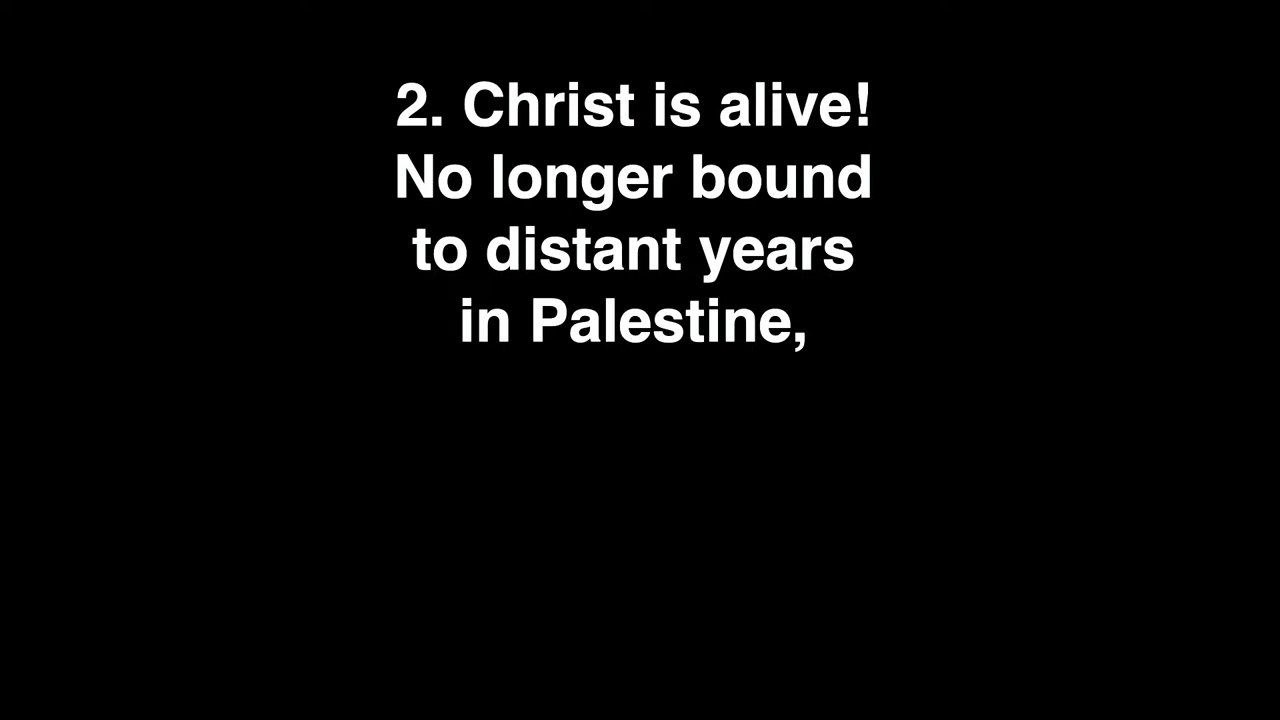 2. Christ is alive!
No longer bound
to distant years
in Palestine,